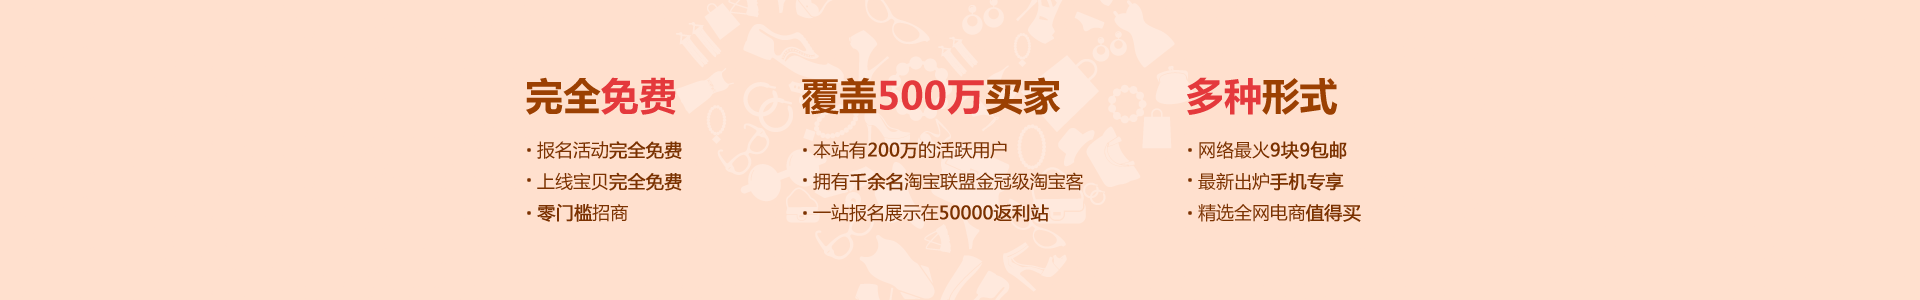 完全免费
• 报名活动完全免费
• 上线宝贝完全免费
• 零门槛招商
覆盖500万买家
• 本站有200万的活跃用户
• 拥有千余名淘宝联盟金冠级淘宝客
• 一站报名展示在50000返利站
多种形式
• 网络最火9块9包邮
• 最新出炉手机专享
• 精选全网电商值得买